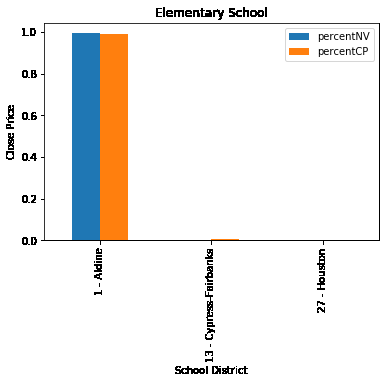 Elementary School
percentNV
percentCP
1.0
0.8
0.6
0.4
0.2
0.0
Close Price
1 - Aldine
13 - Cypress-Fairbanks
27 - Houston
School District